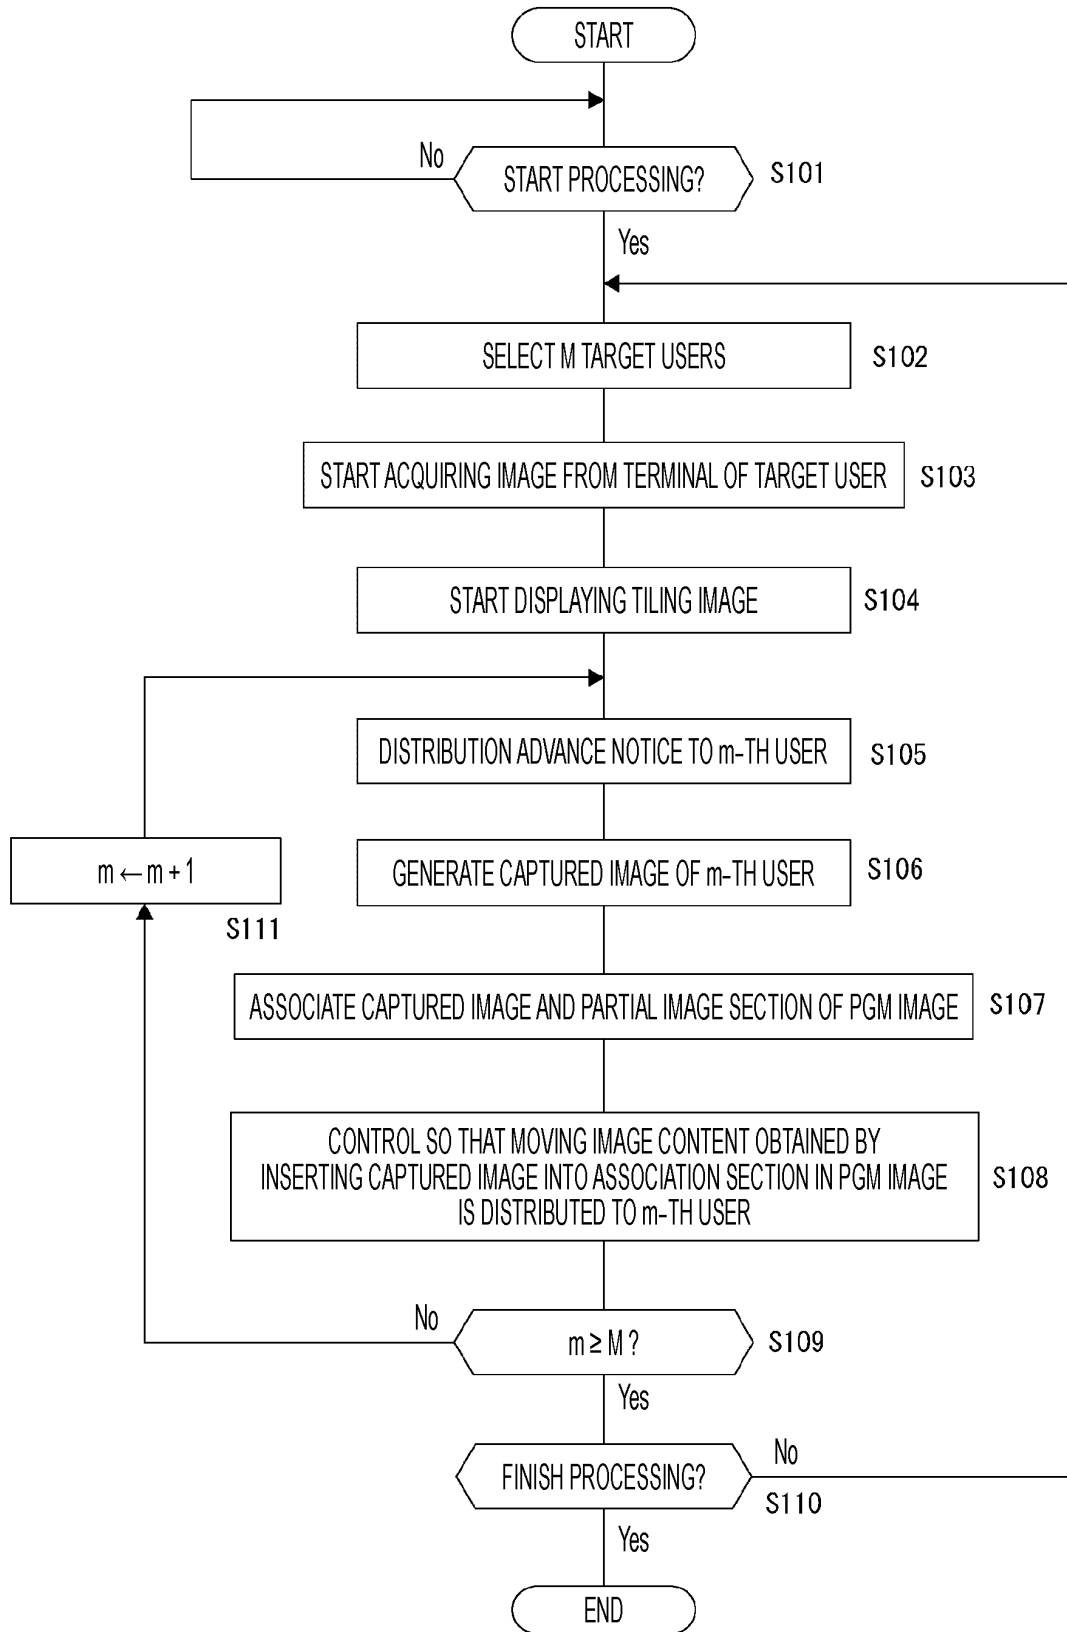 START
No
START PROCESSING?
S101
Yes
SELECT M TARGET USERS
S102
START ACQUIRING IMAGE FROM TERMINAL OF TARGET USER
S103
START DISPLAYING TILING IMAGE
S104
DISTRIBUTION ADVANCE NOTICE TO m-TH USER
S105
m ← m + 1
S111
GENERATE CAPTURED IMAGE OF m-TH USER
S106
ASSOCIATE CAPTURED IMAGE AND PARTIAL IMAGE SECTION OF PGM IMAGE
S107
CONTROL SO THAT MOVING IMAGE CONTENT OBTAINED BY
INSERTING CAPTURED IMAGE INTO ASSOCIATION SECTION IN PGM IMAGE
IS DISTRIBUTED TO m-TH USER
S108
No
m ≥ M ?
S109
Yes
FINISH PROCESSING?
No
S110
Yes
END